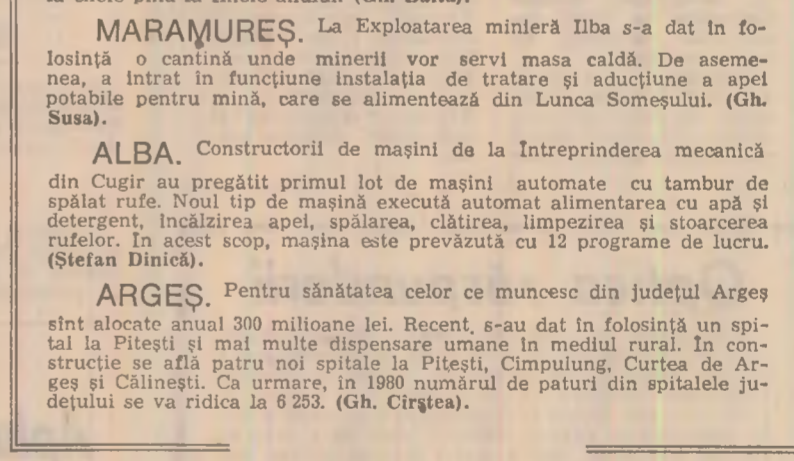 MARAMUREȘ. La Exploatarea minieră Ilba s-a dat în fo-
losință o cantină unde minerii vor servi masa caldă. De aseme-
nea, a intrat în funcțiune instalația de tratare și aducțiune a apei
potabile pentru mină, care se alimentează din Lunca Someșului. (Gh.
Susa).
ALBA. Constructorii de mașini de la Întreprinderea mecanică
din Cugir au pregătit primul lot de mașini automate cu tambur de
spălat rufe. Noul tip de mașină execută automat alimentarea cu apă și
detergent, încălzirea apei, spălarea, clătirea, limpezirea și stoarcerea
rufelor. În acest scop, mașina este prevăzută cu 12 programe de lucru.
(Ștefan Dinică).
ARGEȘ. Pentru sănătatea celor ce muncesc din județul Argeș
sînt alocate anual 300 milioane lei. Recent, s-au dat în folosință un spi-
tal la Pitești și mai multe dispensare umane în mediul rural. În con-
strucție se află patru noi spitale la Pitești, Cîmpulung, Curtea de Ar-
geș și Călinești. Ca urmare, în 1980 numărul de paturi din spitalele ju-
dețului se va ridica la 6 253. (Gh. Cîrștea).